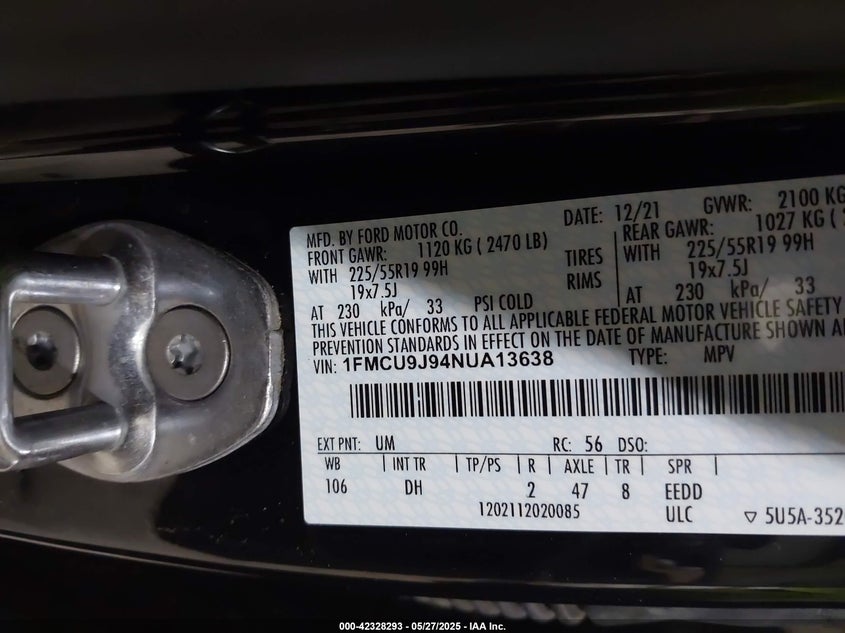 MFD. BY FORD MOTOR CO.
DATE: 12/21 GVWR: 2100 KG
FRONT GAWR: 1120 KG ( 2470 LB)
REAR GAWR: 1027 KG (
WITH 225/55R19 99H TIRES
WITH 225/55R19 99H
19x7.5J RIMS
19x7.5J
AT 230 kPa/ 33 PSI COLD
AT 230 kPa/ 33
THIS VEHICLE CONFORMS TO ALL APPLICABLE FEDERAL MOTOR VEHICLE SAFETY
PREVENTION STANDARDS IN EFFECT ON THE DATE OF MANUFACTURE SHOWN
VIN: 1FMCU9J94NUA13638 TYPE: MPV
EXT PNT: UM RC: 56 DSO:
WB | INT TR | TP/PS | R | AXLE | TR | SPR |
106 DH 2 47 8 EEDD
1202112020085 ULC ▽ 5U5A-352
000-42328293 - 05/27/2025 - IAA Inc.